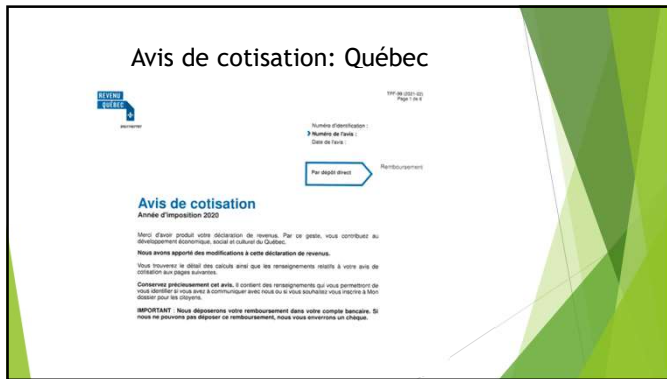 Avis de cotisation: Québec
REVENU
QUÉBEC
TPF-98 (2021-02)
Page 1 de 6
Numéro d'identification :
Numéro de l'avis :
Date de l'avis :
Par dépôt direct
Remboursement
Avis de cotisation
Année d'imposition 2020
Merci d'avoir produit votre déclaration de revenus. Par ce geste, vous contribuez au
développement économique, social et culturel du Québec.
Nous avons apporté des modifications à cette déclaration de revenus.
Vous trouverez le détail des calculs ainsi que les renseignements relatifs à votre avis de
cotisation aux pages suivantes.
Conservez précieusement cet avis. Il contient des renseignements qui vous permettront de
vous identifier si vous avez à communiquer avec nous ou si vous souhaitez vous inscrire à Mon
dossier pour les citoyens.
IMPORTANT : Nous déposerons votre remboursement dans votre compte bancaire. Si
nous ne pouvons pas déposer ce remboursement, nous vous enverrons un chèque.